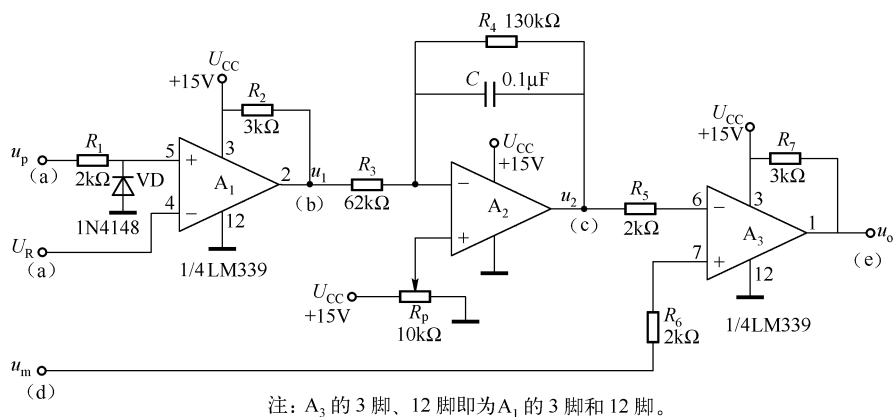 R4 130kΩ
C 0.1μF
UCC
+15V
R2
3kΩ
UCC
+15V
R7
3kΩ
UCC
+15V
R1
2kΩ
up
(a)
VD
1N4148
5
+
3
A1
2
u1
(b)
4
−
12
R3
62kΩ
−
A2
+
u2
(c)
R5
2kΩ
6
−
3
A3
1
uo
(e)
7
+
12
UR
(a)
1/4 LM339
UCC
+15V
Rp
10kΩ
R6
2kΩ
1/4LM339
um
(d)
注：A3 的 3 脚、12 脚即为A1 的 3 脚和 12 脚。